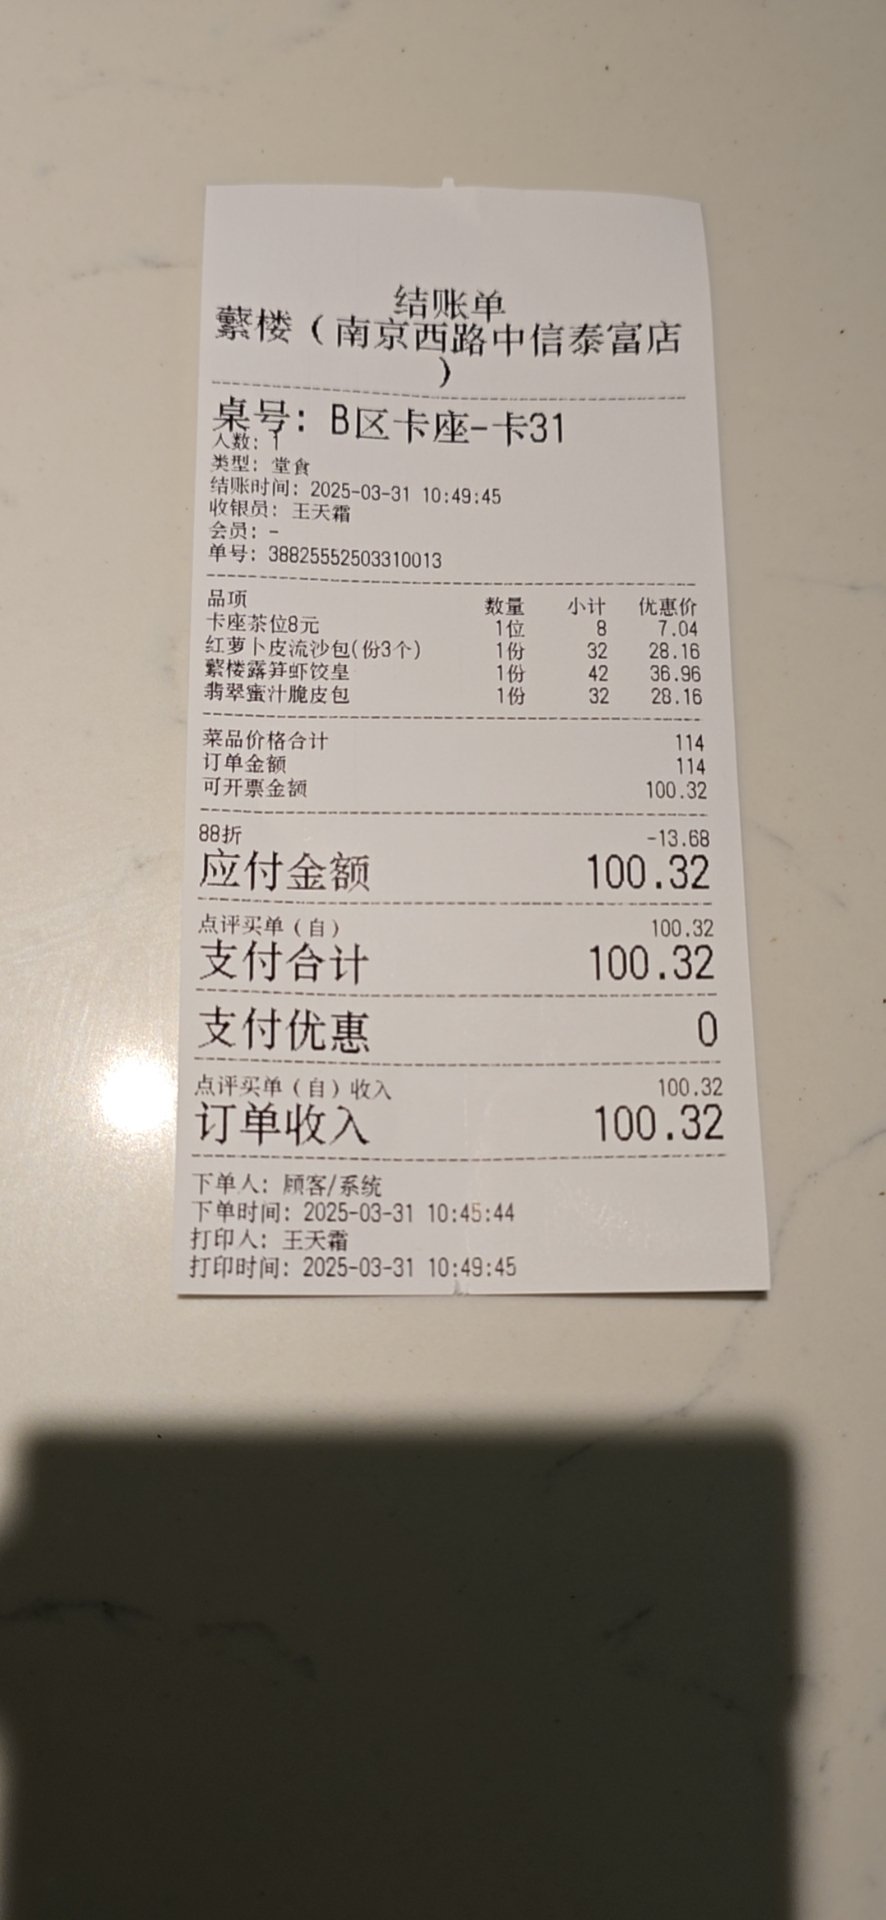 结账单
蘩楼（南京西路中信泰富店
）
桌号: B区卡座-卡31
人数: 1
类型: 堂食
结账时间: 2025-03-31 10:49:45
收银员: 王天霜
会员: -
单号: 38825552503310013
品项 数量 小计 优惠价
卡座茶位8元 1位 8 7.04
红萝卜皮流沙包(份3个) 1份 32 28.16
蘩楼露笋虾饺皇 1份 42 36.96
翡翠蜜汁脆皮包 1份 32 28.16
菜品价格合计 114
订单金额 114
可开票金额 100.32
88折 -13.68
应付金额 100.32
点评买单（自） 100.32
支付合计 100.32
支付优惠 0
点评买单（自）收入 100.32
订单收入 100.32
下单人: 顾客/系统
下单时间: 2025-03-31 10:45:44
打印人: 王天霜
打印时间: 2025-03-31 10:49:45